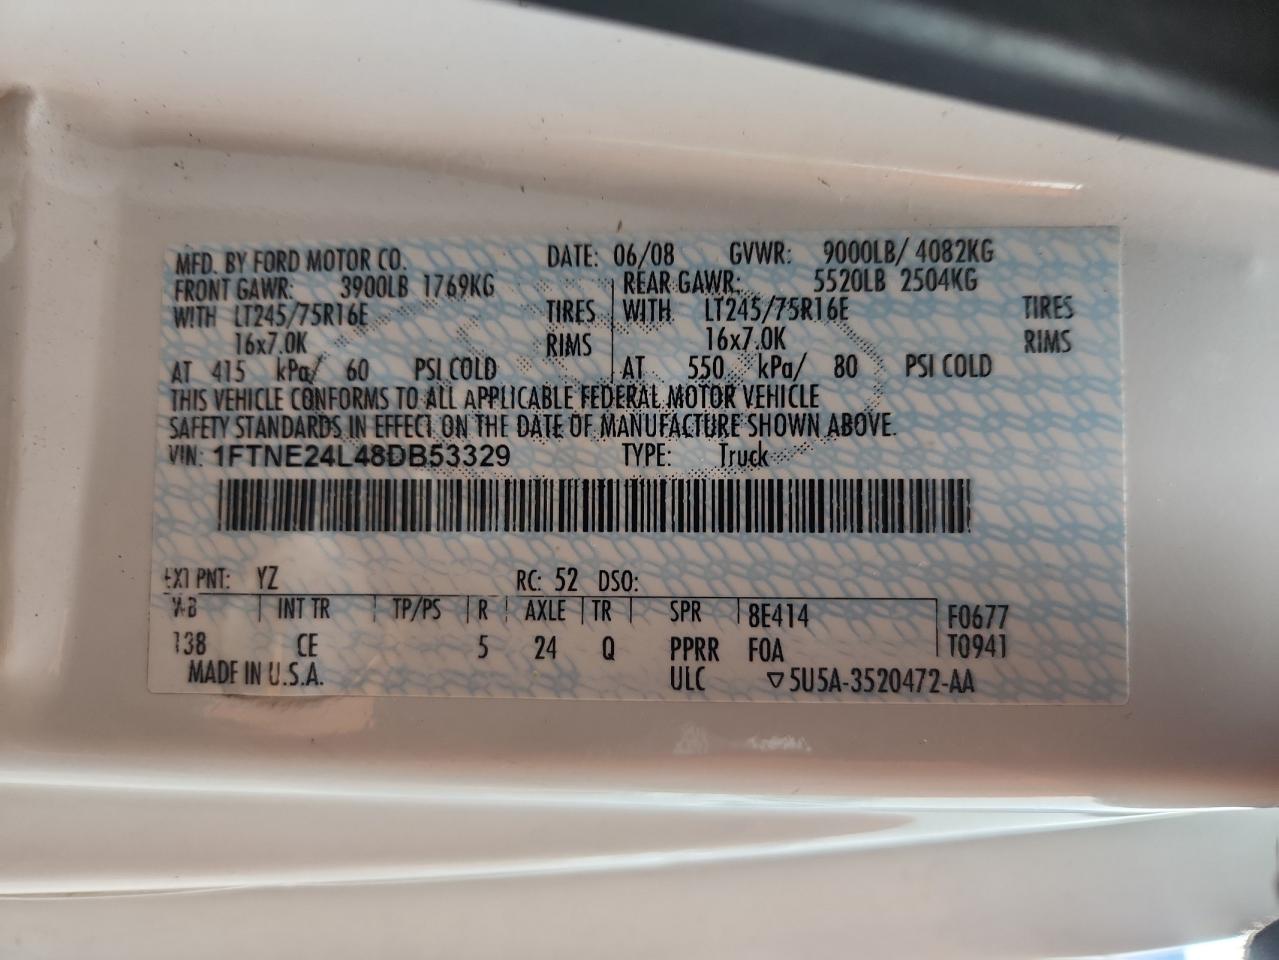 MFD. BY FORD MOTOR CO. DATE: 06/08 GVWR: 9000LB/ 4082KG
FRONT GAWR: 3900LB 1769KG REAR GAWR: 5520LB 2504KG
WITH LT245/75R16E TIRES WITH LT245/75R16E TIRES
16x7.0K RIMS 16x7.0K RIMS
AT 415 kPa/ 60 PSI COLD AT 550 kPa/ 80 PSI COLD
THIS VEHICLE CONFORMS TO ALL APPLICABLE FEDERAL MOTOR VEHICLE
SAFETY STANDARDS IN EFFECT ON THE DATE OF MANUFACTURE SHOWN ABOVE.
VIN: 1FTNE24L48DB53329 TYPE: Truck
EXT PNT: YZ RC: 52 DSO:
WB INT TR TP/PS R AXLE TR SPR 8E414 F0677
138 CE 5 24 Q PPRR F0A T0941
MADE IN U.S.A. ULC ▽5U5A-3520472-AA